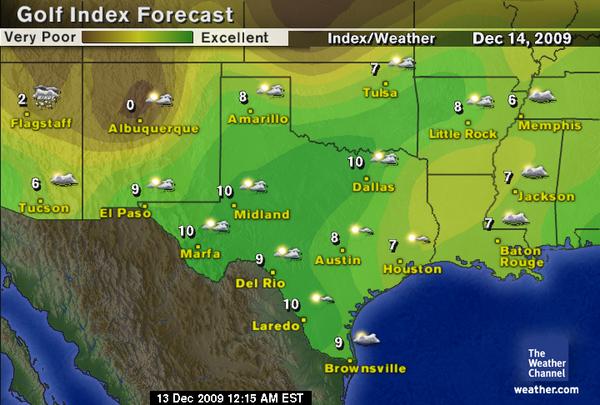 Golf Index Forecast
Very Poor Excellent Index/Weather Dec 14, 2009
7
Tulsa
2
Flagstaff
0
Albuquerque
8
Amarillo
8
Little Rock
6
Memphis
10
Dallas
6
Tucson
9
El Paso
10
Midland
7
Jackson
10
Marfa
9
Del Rio
8
Austin
7
Houston
7
Baton
Rouge
10
Laredo
9
Brownsville
The
Weather
Channel
weather.com
13 Dec 2009 12:15 AM EST